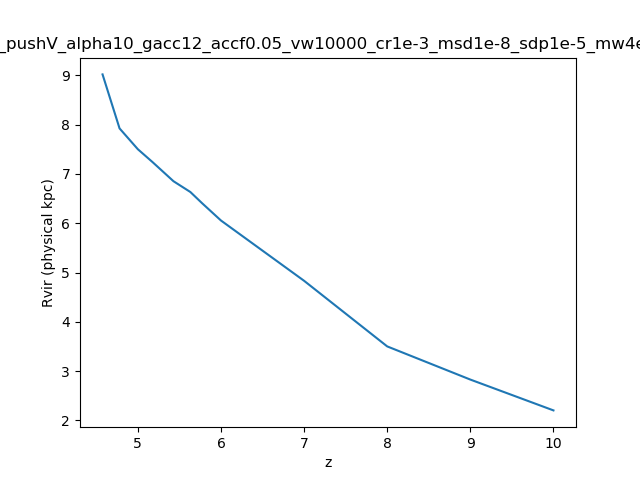 _pushV_alpha10_gacc12_accf0.05_vw10000_cr1e-3_msd1e-8_sdp1e-5_mw4e
9
8
7
6
5
4
3
2
Rvir (physical kpc)
5 6 7 8 9 10
z